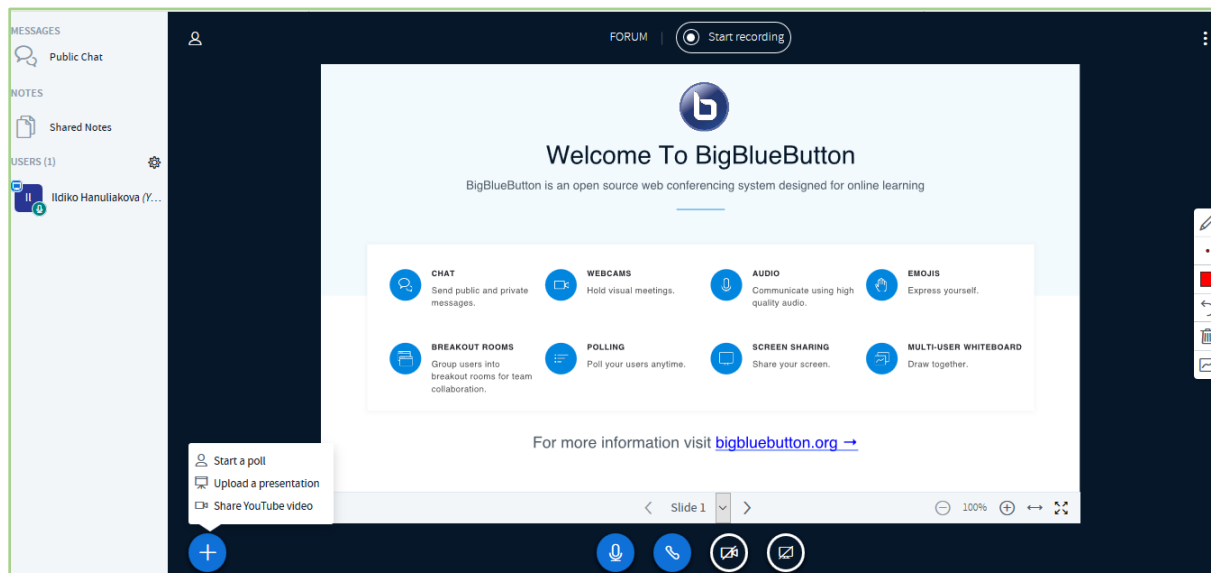 MESSAGES
Public Chat
NOTES
Shared Notes
USERS (1)
II
Ildiko Hanuliakova (Y...
FORUM
Start recording
b
Welcome To BigBlueButton
BigBlueButton is an open source web conferencing system designed for online learning
CHAT
Send public and private
messages.
WEBCAMS
Hold visual meetings.
AUDIO
Communicate using high
quality audio.
EMOJIS
Express yourself.
BREAKOUT ROOMS
Group users into
breakout rooms for team
collaboration.
POLLING
Poll your users anytime.
SCREEN SHARING
Share your screen.
MULTI-USER WHITEBOARD
Draw together.
For more information visit bigbluebutton.org →
Start a poll
Upload a presentation
Share YouTube video
Slide 1
100%